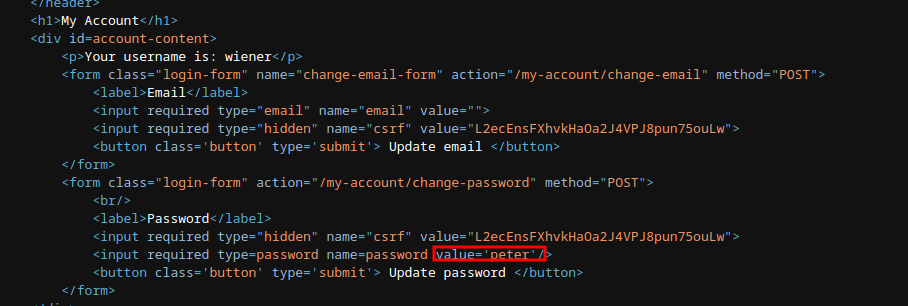 </header>
<h1>My Account</h1>
<div id=account-content>
<p>Your username is: wiener</p>
<form class="login-form" name="change-email-form" action="/my-account/change-email" method="POST">
<label>Email</label>
<input required type="email" name="email" value="">
<input required type="hidden" name="csrf" value="L2ecEnsFXhvkHaOa2J4VPJ8pun75ouLw">
<button class='button' type='submit'> Update email </button>
</form>
<form class="login-form" action="/my-account/change-password" method="POST">
<br/>
<label>Password</label>
<input required type="hidden" name="csrf" value="L2ecEnsFXhvkHaOa2J4VPJ8pun75ouLw">
<input required type=password name=password value='peter'/>
<button class='button' type='submit'> Update password </button>
</form>
</div>